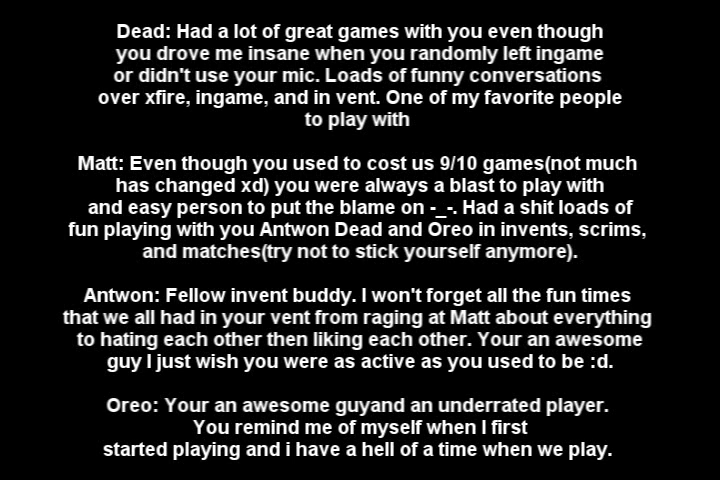 Dead: Had a lot of great games with you even though
you drove me insane when you randomly left ingame
or didn't use your mic. Loads of funny conversations
over xfire, ingame, and in vent. One of my favorite people
to play with
Matt: Even though you used to cost us 9/10 games(not much
has changed xd) you were always a blast to play with
and easy person to put the blame on -_-. Had a shit loads of
fun playing with you Antwon Dead and Oreo in invents, scrims,
and matches(try not to stick yourself anymore).
Antwon: Fellow invent buddy. I won't forget all the fun times
that we all had in your vent from raging at Matt about everything
to hating each other then liking each other. Your an awesome
guy I just wish you were as active as you used to be :d.
Oreo: Your an awesome guyand an underrated player.
You remind me of myself when I first
started playing and i have a hell of a time when we play.